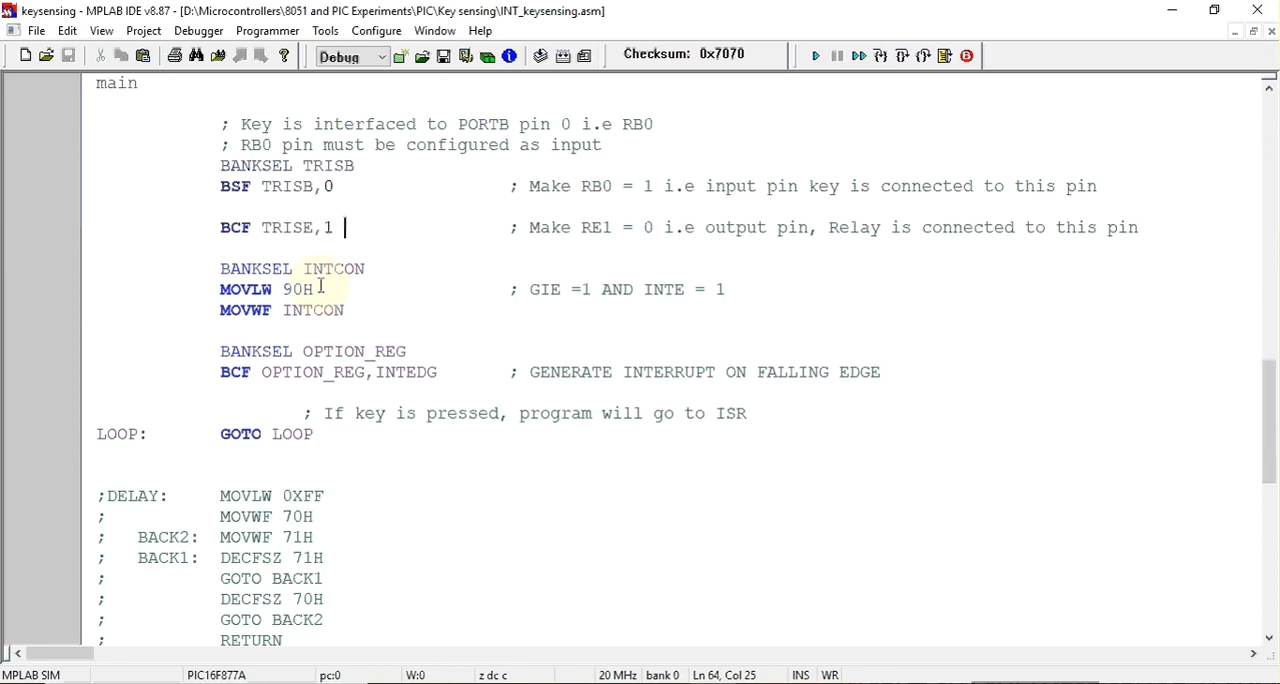 keysensing - MPLAB IDE v8.87 - [D:\Microcontrollers\8051 and PIC Experiments\PIC\Key sensing\INT_keysensing.asm]
File Edit View Project Debugger Programmer Tools Configure Window Help
Debug Checksum: 0x7070
main
; Key is interfaced to PORTB pin 0 i.e RB0
; RB0 pin must be configured as input
BANKSEL TRISB
BSF TRISB,0 ; Make RB0 = 1 i.e input pin key is connected to this pin
BCF TRISE,1 ; Make RE1 = 0 i.e output pin, Relay is connected to this pin
BANKSEL INTCON
MOVLW 90H ; GIE =1 AND INTE = 1
MOVWF INTCON
BANKSEL OPTION_REG
BCF OPTION_REG,INTEDG ; GENERATE INTERRUPT ON FALLING EDGE
; If key is pressed, program will go to ISR
LOOP: GOTO LOOP
;DELAY: MOVLW 0XFF
; MOVWF 70H
; BACK2: MOVWF 71H
; BACK1: DECFSZ 71H
; GOTO BACK1
; DECFSZ 70H
; GOTO BACK2
; RETURN
MPLAB SIM PIC16F877A pc:0 W:0 z dc c 20 MHz bank 0 Ln 64, Col 25 INS WR